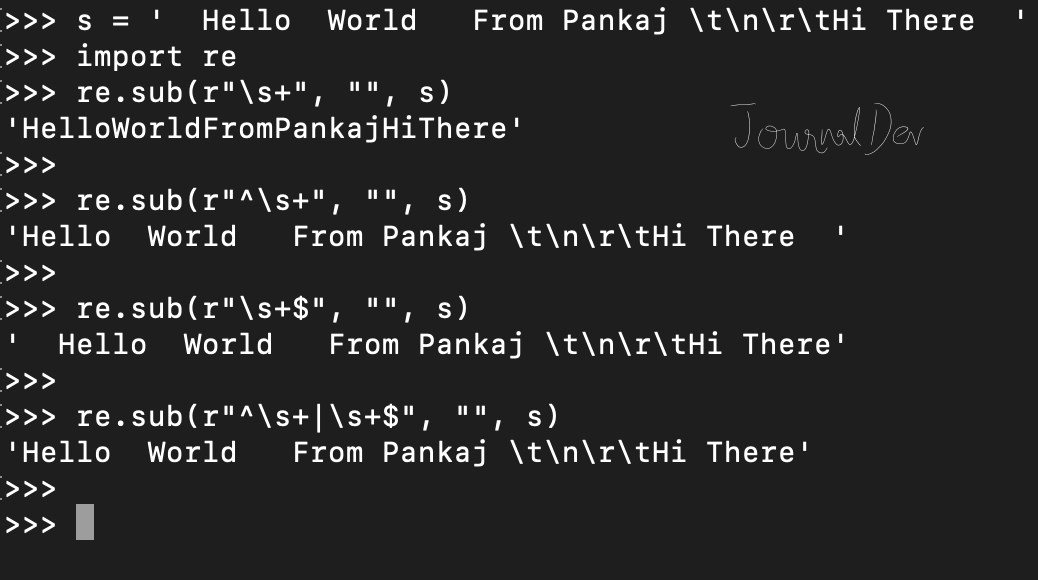 >>> s = '  Hello  World   From Pankaj \t\n\r\tHi There  '
>>> import re
>>> re.sub(r"\s+", "", s)
'HelloWorldFromPankajHiThere'
JournalDev
>>>
>>> re.sub(r"^\s+", "", s)
'Hello  World   From Pankaj \t\n\r\tHi There  '
>>>
>>> re.sub(r"\s+$", "", s)
'  Hello  World   From Pankaj \t\n\r\tHi There'
>>>
>>> re.sub(r"^\s+|\s+$", "", s)
'Hello  World   From Pankaj \t\n\r\tHi There'
>>>
>>>